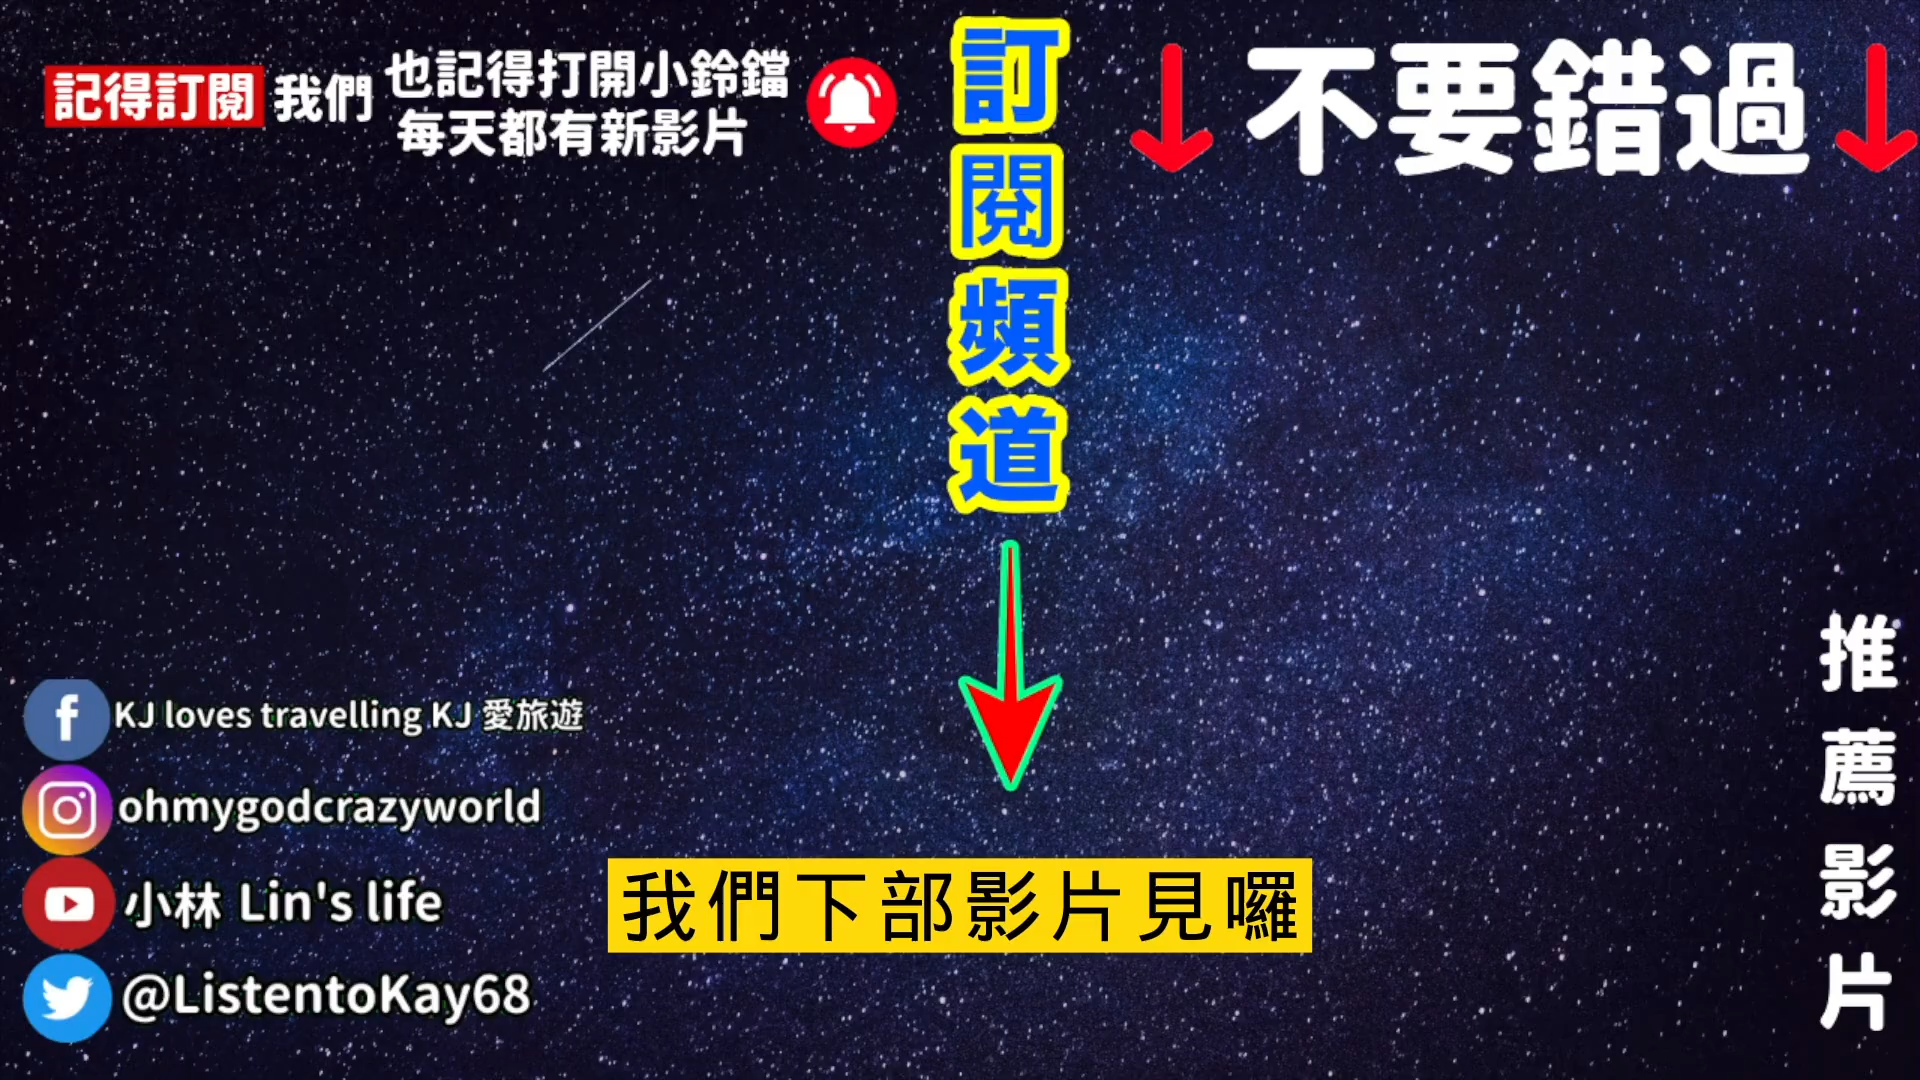 記得訂閱 我們
也記得打開小鈴鐺
每天都有新影片
訂閱頻道
不要錯過
KJ loves travelling KJ 愛旅遊
ohmygodcrazyworld
小林 Lin's life
@ListentoKay68
我們下部影片見囉
推薦影片